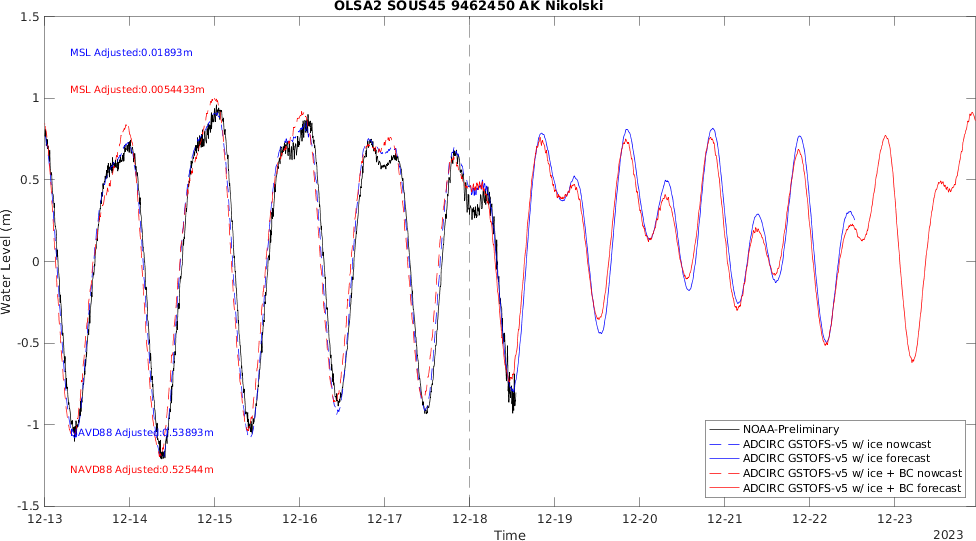 OLSA2 SOUS45 9462450 AK Nikolski
MSL Adjusted:0.01893m
MSL Adjusted:0.0054433m
NAVD88 Adjusted:0.53893m
NAVD88 Adjusted:0.52544m
Water Level (m)
1.5
1
0.5
0
-0.5
-1
-1.5
NOAA-Preliminary
ADCIRC GSTOFS-v5 w/ ice nowcast
ADCIRC GSTOFS-v5 w/ ice forecast
ADCIRC GSTOFS-v5 w/ ice + BC nowcast
ADCIRC GSTOFS-v5 w/ ice + BC forecast
12-13 12-14 12-15 12-16 12-17 12-18 12-19 12-20 12-21 12-22 12-23
Time
2023